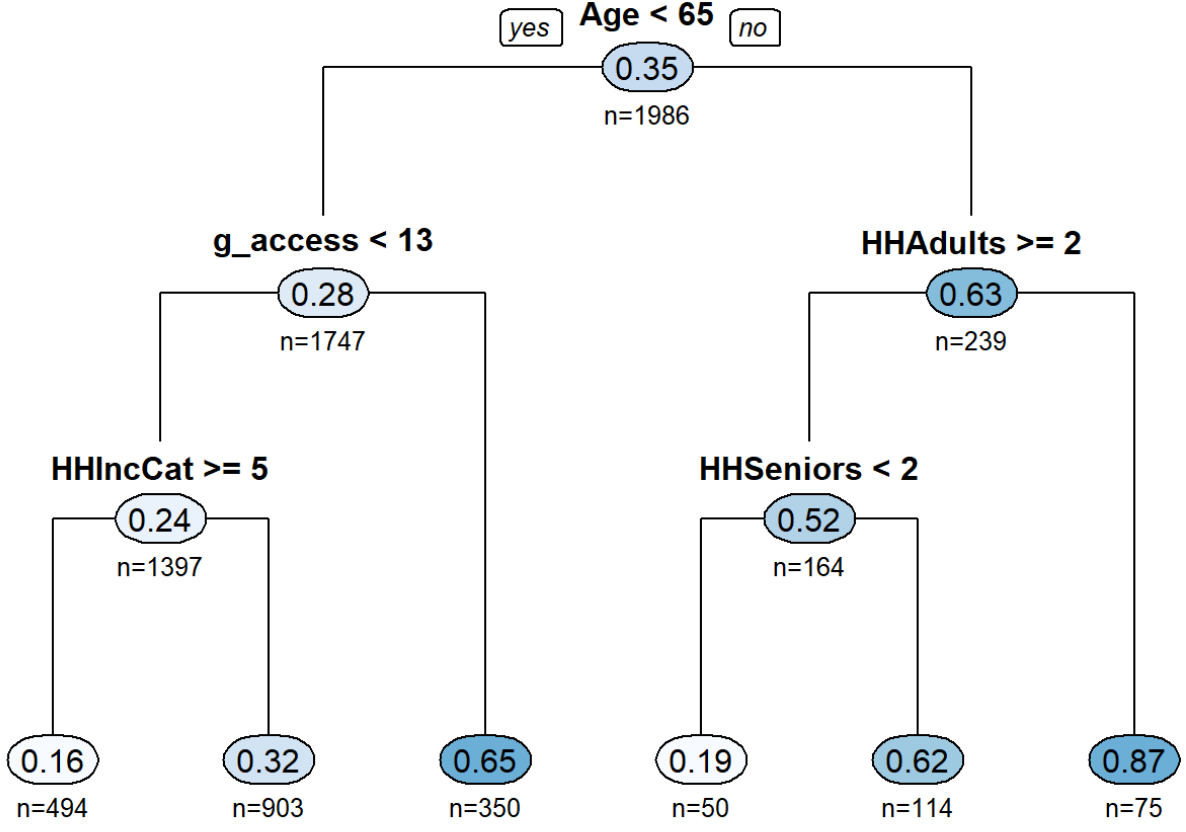 Age < 65
yes
no
0.35
n=1986
g_access < 13
HHAdults >= 2
0.28
0.63
n=1747
n=239
HHIncCat >= 5
HHSeniors < 2
0.24
0.52
n=1397
n=164
0.16
0.32
0.65
0.19
0.62
0.87
n=494
n=903
n=350
n=50
n=114
n=75